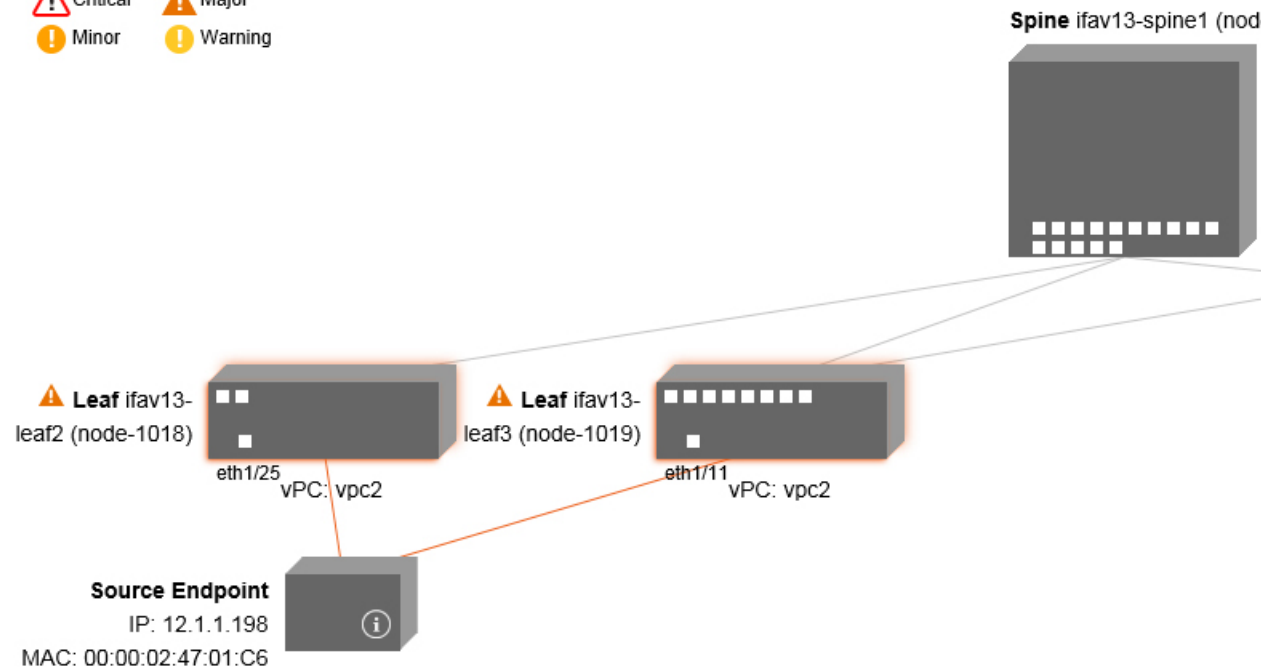 Critical Major
Minor Warning
Spine ifav13-spine1 (nod
Leaf ifav13-
leaf2 (node-1018)
eth1/25
vPC: vpc2
Leaf ifav13-
leaf3 (node-1019)
eth1/11
vPC: vpc2
Source Endpoint
IP: 12.1.1.198
MAC: 00:00:02:47:01:C6